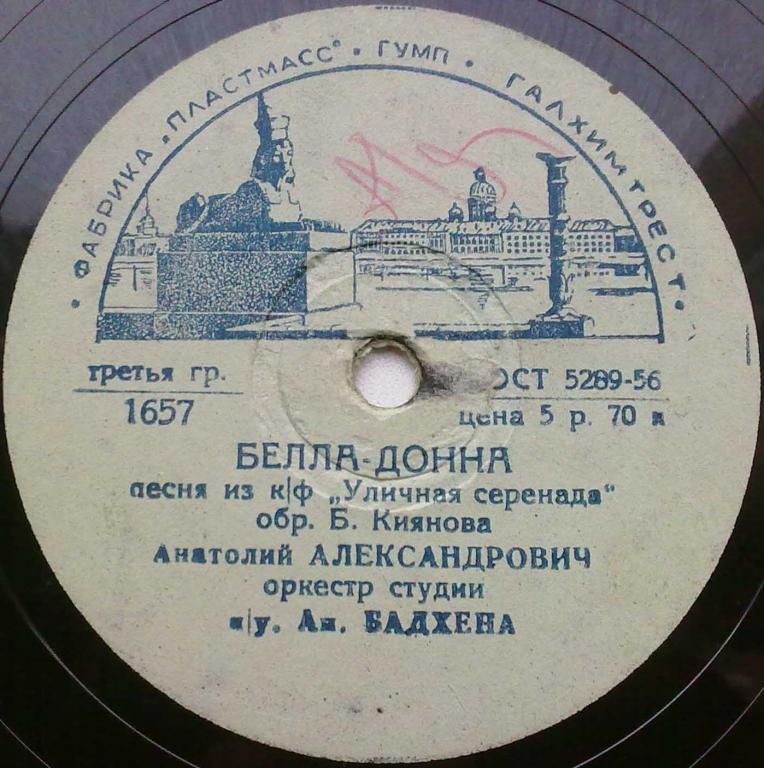 ФАБРИКА „ПЛАСТМАСС" • ГУМП • ГАЛХИМТРЕСТ
третья гр.
1657
ОСТ 5289-56
цена 5 р. 70 к
БЕЛЛА-ДОННА
песня из к/ф „Уличная серенада"
обр. Б. Киянова
Анатолий АЛЕКСАНДРОВИЧ
оркестр студии
п/у. Ан. БАДХЕНА